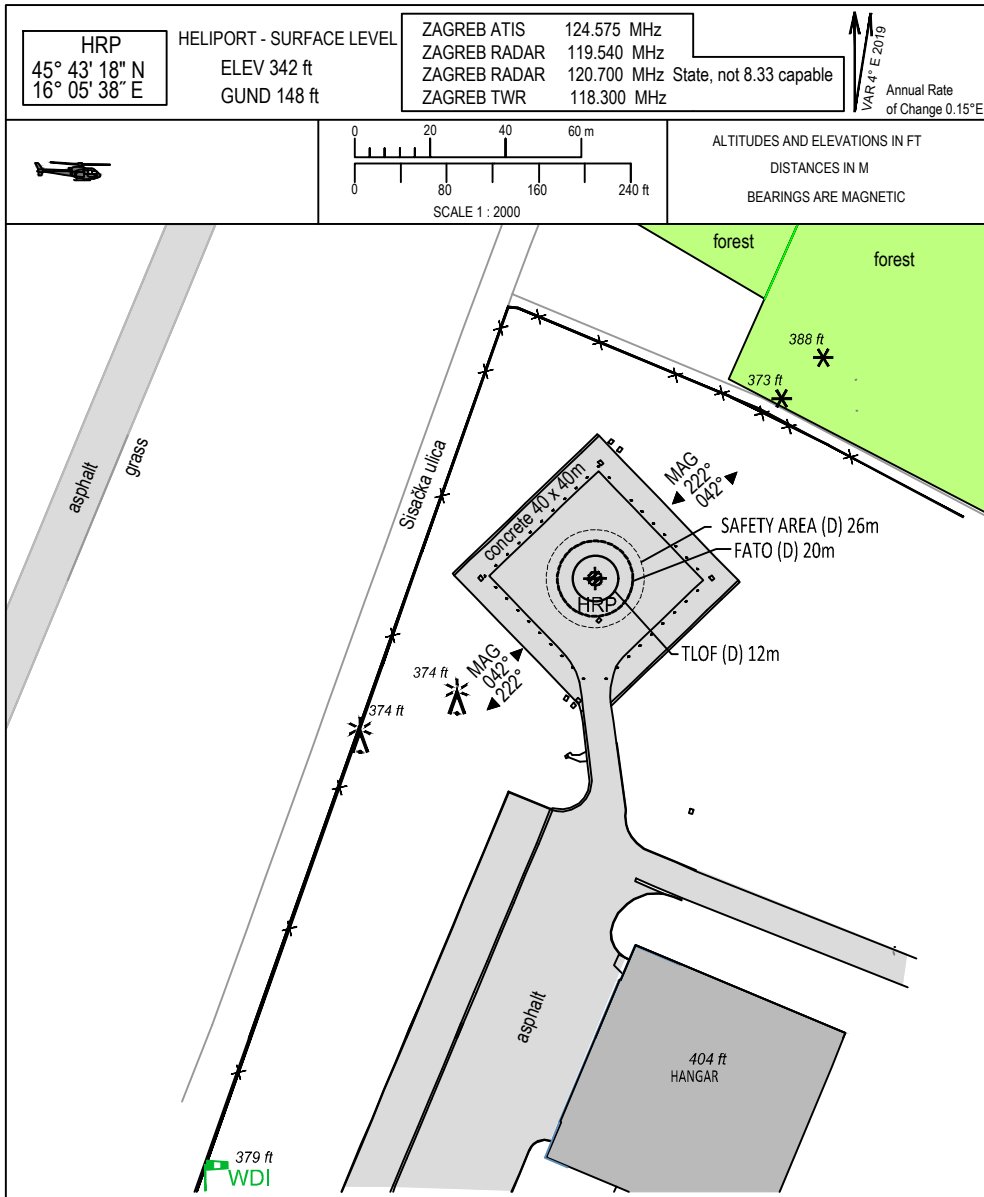 HRP
45° 43' 18" N
16° 05' 38" E
HELIPORT - SURFACE LEVEL
ELEV 342 ft
GUND 148 ft
ZAGREB ATIS 124.575 MHz
ZAGREB RADAR 119.540 MHz
ZAGREB RADAR 120.700 MHz State, not 8.33 capable
ZAGREB TWR 118.300 MHz
VAR 4° E 2019
Annual Rate
of Change 0.15°E
0 20 40 60 m
0 80 160 240 ft
SCALE 1 : 2000
ALTITUDES AND ELEVATIONS IN FT
DISTANCES IN M
BEARINGS ARE MAGNETIC
forest
forest
388 ft
373 ft
asphalt
grass
Sisačka ulica
concrete 40 x 40m
MAG
222°
042°
SAFETY AREA (D) 26m
FATO (D) 20m
HRP
TLOF (D) 12m
MAG
042°
222°
374 ft
374 ft
asphalt
404 ft
HANGAR
379 ft
WDI